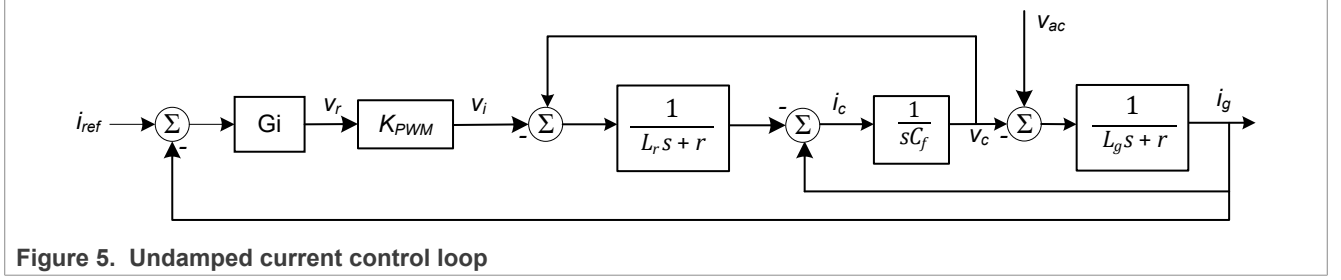 v_ac
i_ref
Σ
-
Gi
v_r
K_PWM
v_i
-
Σ
1
L_r s + r
-
Σ
i_c
1
sC_f
v_c
-
Σ
1
L_g s + r
i_g
Figure 5. Undamped current control loop